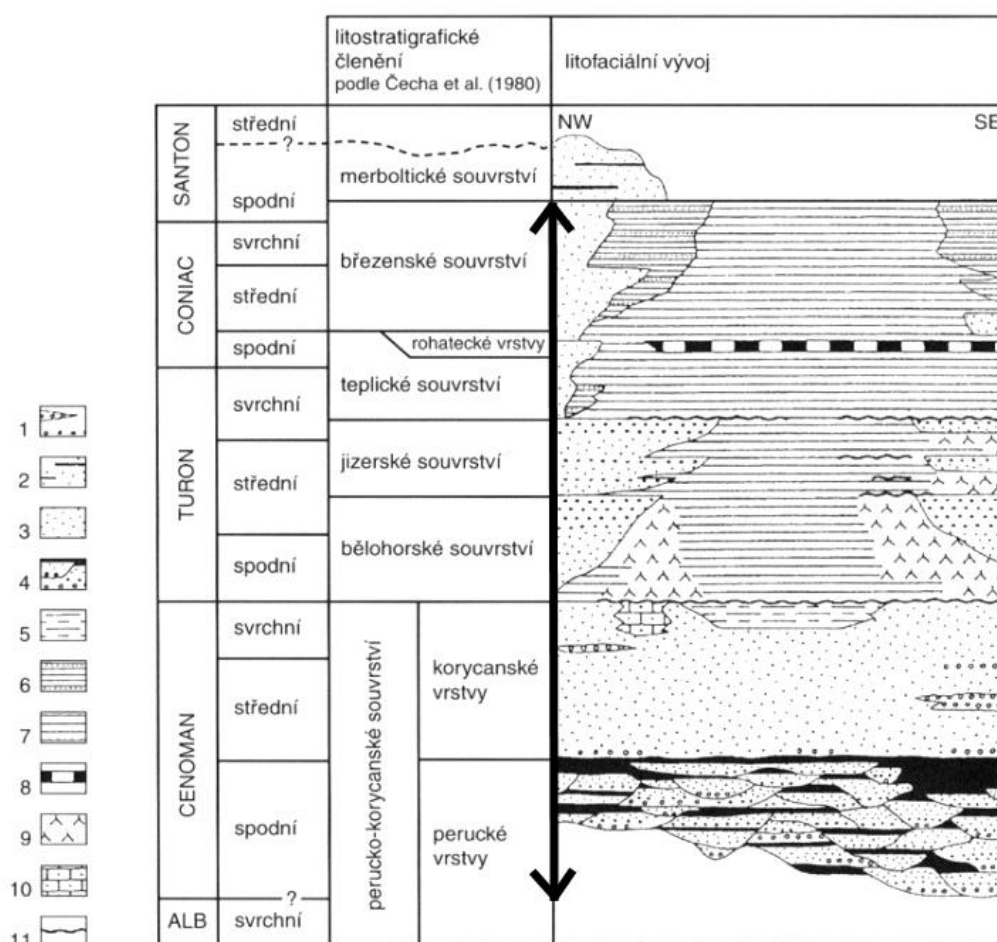 litostratigrafické
členění
podle Čecha et al. (1980)
litofaciální vývoj
NW
SE
SANTON
střední
?
merboltické souvrství
spodní
CONIAC
svrchní
březenské souvrství
střední
spodní
rohatecké vrstvy
TURON
teplické souvrství
svrchní
jizerské souvrství
střední
bělohorské souvrství
spodní
CENOMAN
svrchní
perucko-korycanské souvrství
korycanské
vrstvy
střední
spodní
perucké
vrstvy
?
ALB
svrchní
1
2
3
4
5
6
7
8
9
10
11